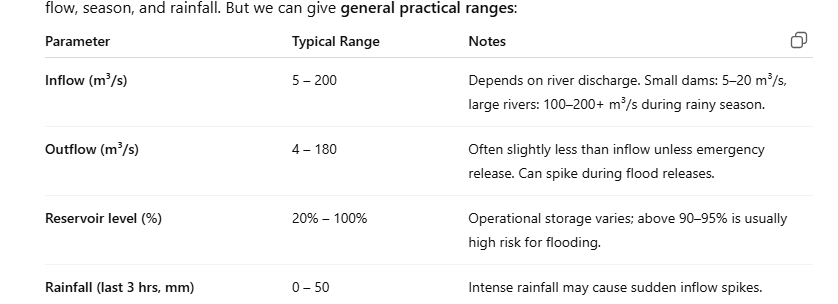 flow, season, and rainfall. But we can give general practical ranges:
Parameter Typical Range Notes
Inflow (m³/s) 5 – 200 Depends on river discharge. Small dams: 5–20 m³/s,
large rivers: 100–200+ m³/s during rainy season.
Outflow (m³/s) 4 – 180 Often slightly less than inflow unless emergency
release. Can spike during flood releases.
Reservoir level (%) 20% – 100% Operational storage varies; above 90–95% is usually
high risk for flooding.
Rainfall (last 3 hrs, mm) 0 – 50 Intense rainfall may cause sudden inflow spikes.